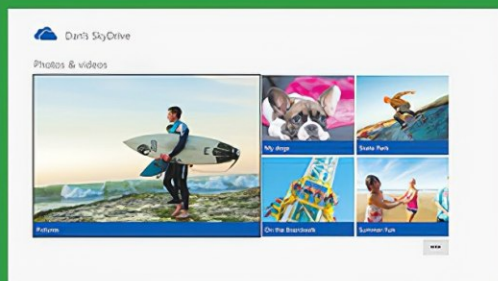 Dan's SkyDrive
Photos & videos
Pictures
My dogs
Skate Park
On the Boardwalk
Summer fun